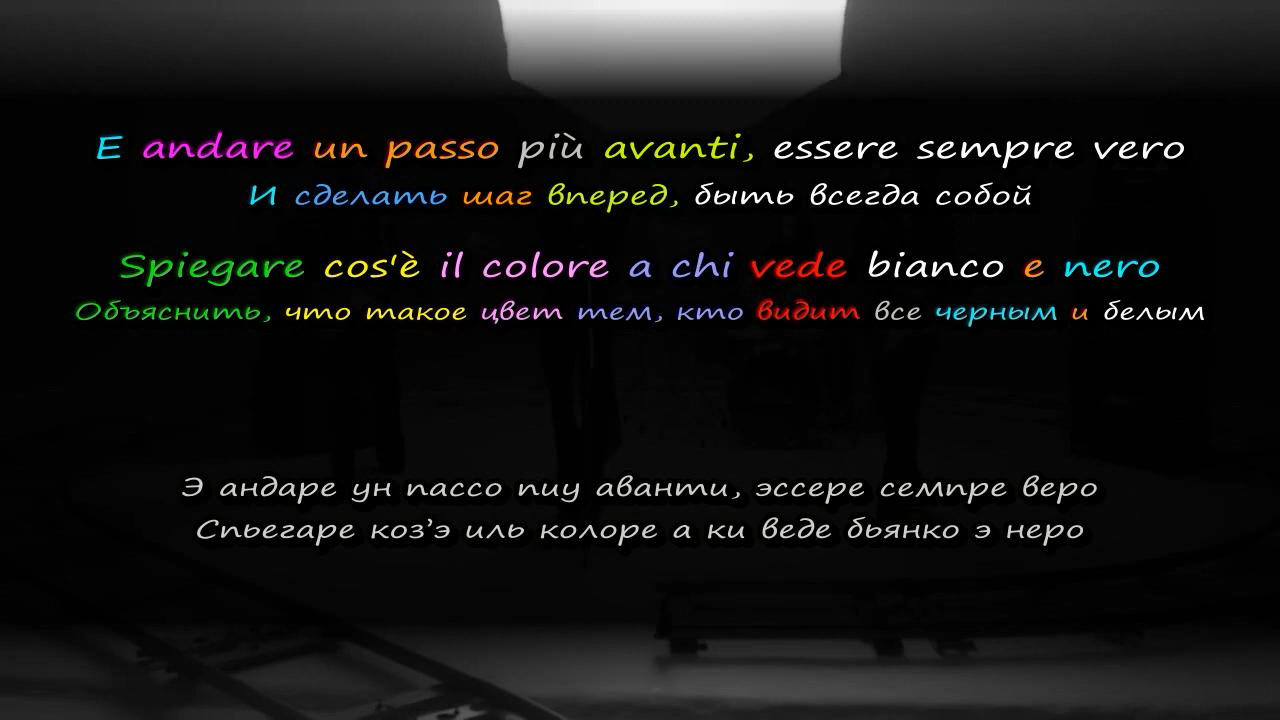 E andare un passo più avanti, essere sempre vero
И сделать шаг вперед, быть всегда собой
Spiegare cos'è il colore a chi vede bianco e nero
Объяснить, что такое цвет тем, кто видит все черным и белым
Э андаре ун пассо пиу аванти, эссере семпре веро
Спьегаре коз’э иль колоре а ки веде бьянко э неро